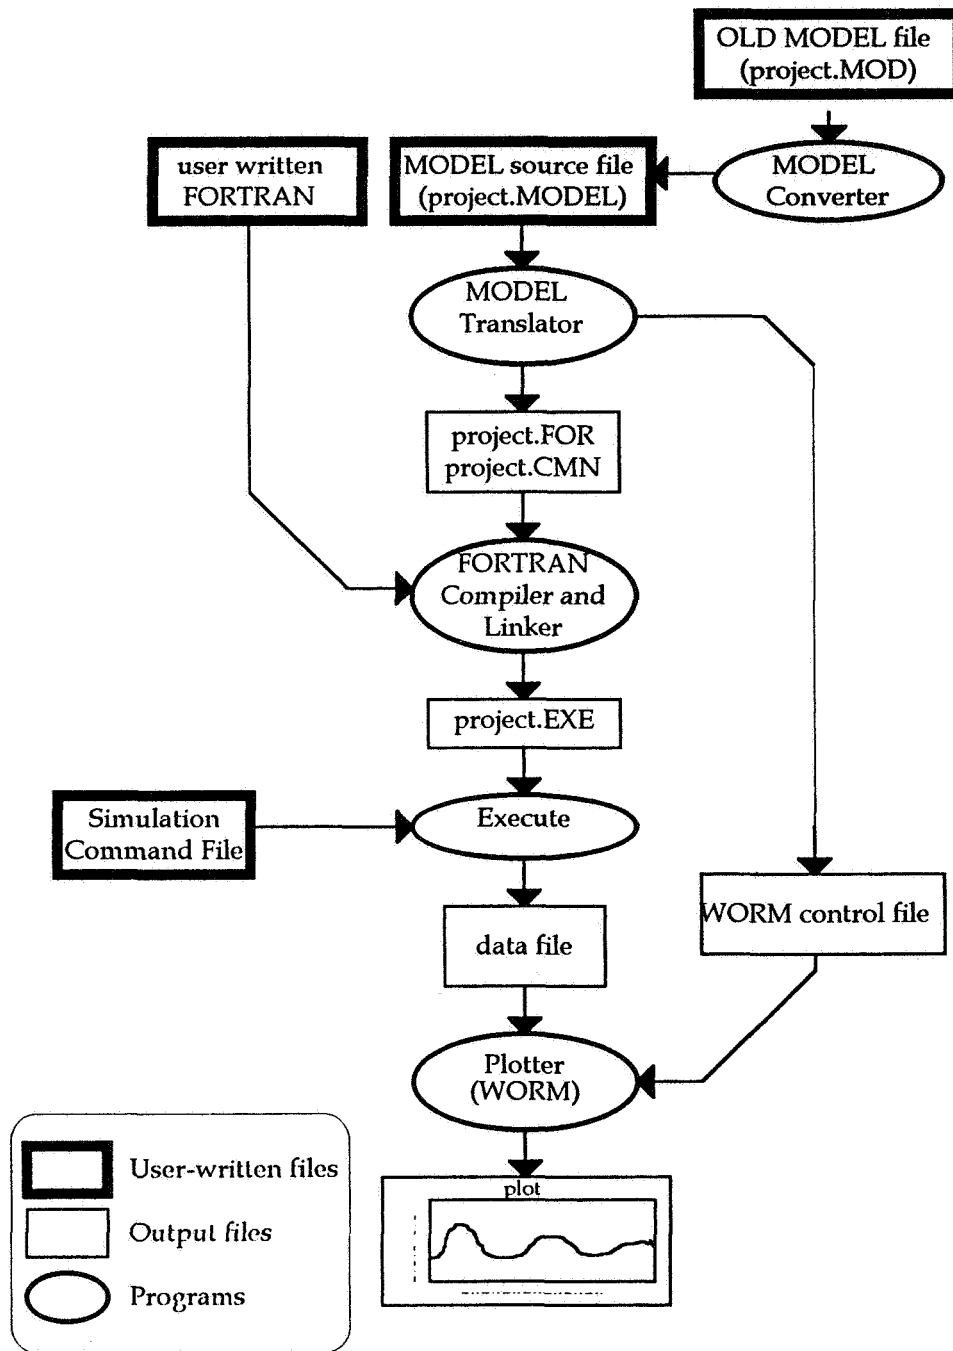 OLD MODEL file
(project.MOD)
user written
FORTRAN
MODEL source file
(project.MODEL)
MODEL
Converter
MODEL
Translator
project.FOR
project.CMN
FORTRAN
Compiler and
Linker
project.EXE
Simulation
Command File
Execute
data file
WORM control file
Plotter
(WORM)
plot
User-written files
Output files
Programs